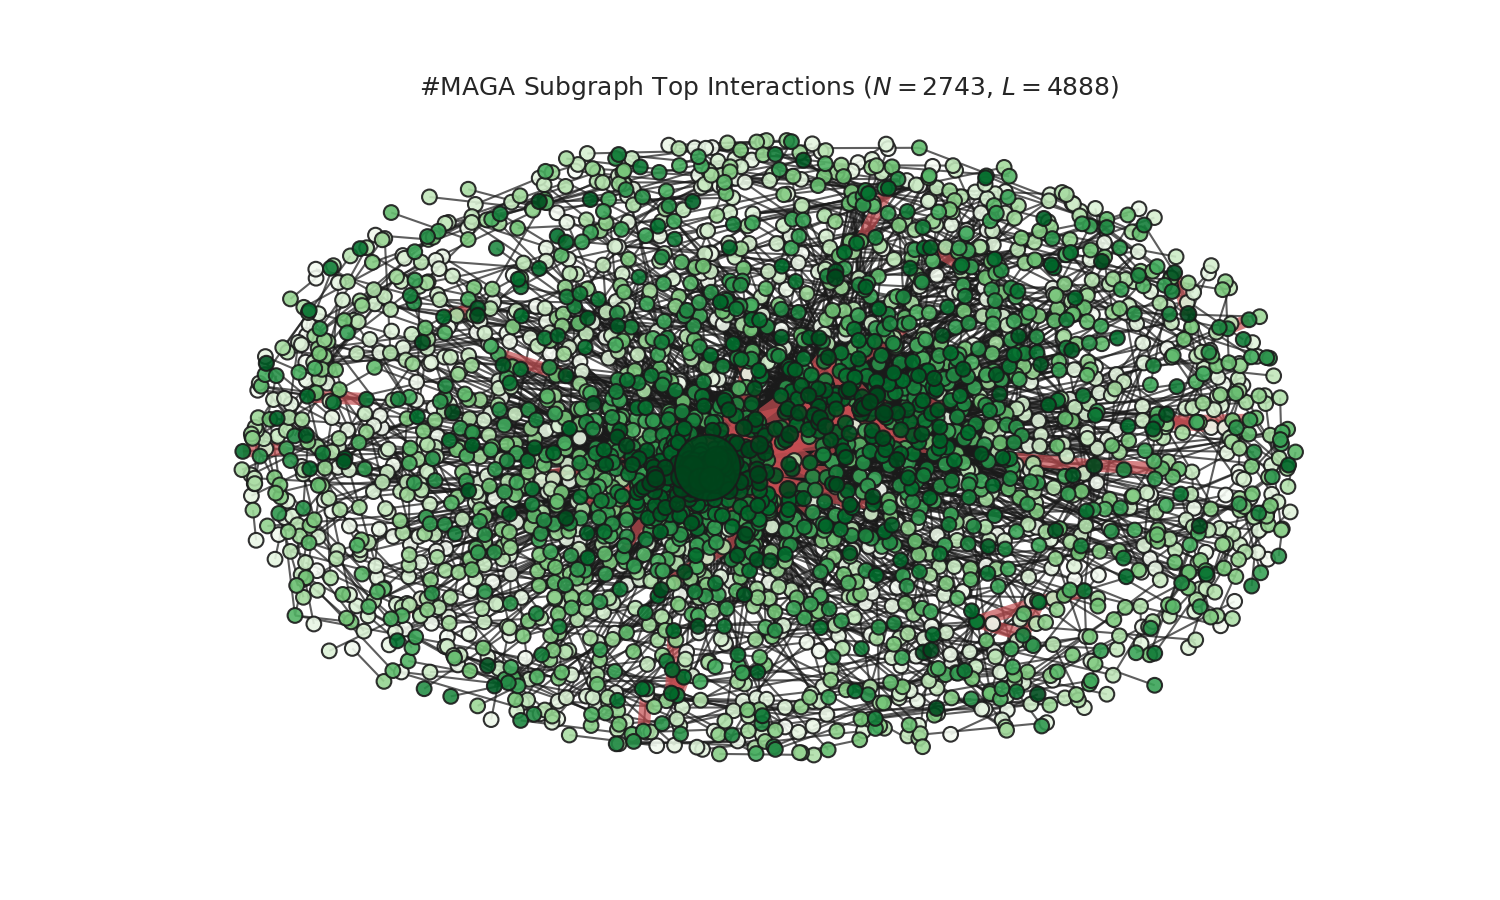 #MAGA Subgraph Top Interactions (N = 2743, L = 4888)